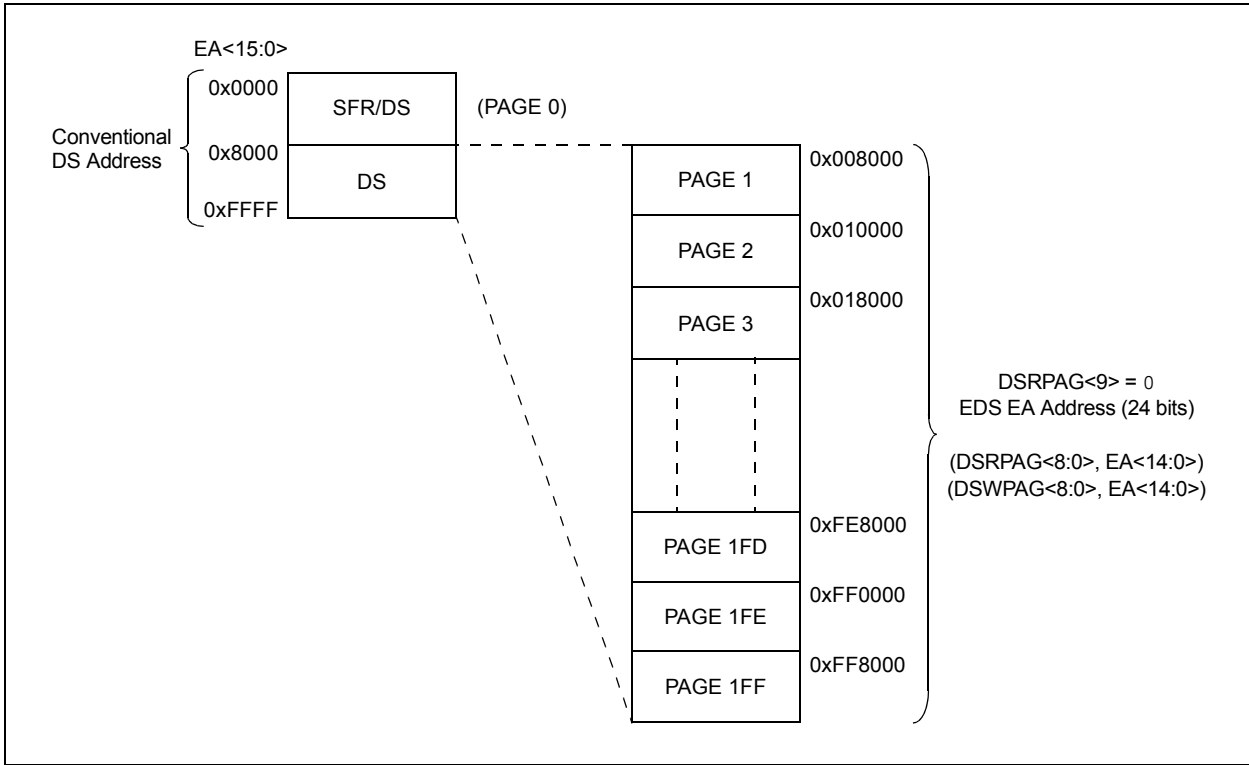 EA<15:0>
0x0000
SFR/DS
(PAGE 0)
Conventional
DS Address
0x8000
DS
0xFFFF
PAGE 1
0x008000
PAGE 2
0x010000
PAGE 3
0x018000
DSRPAG<9> = 0
EDS EA Address (24 bits)
(DSRPAG<8:0>, EA<14:0>)
(DSWPAG<8:0>, EA<14:0>)
PAGE 1FD
0xFE8000
PAGE 1FE
0xFF0000
PAGE 1FF
0xFF8000